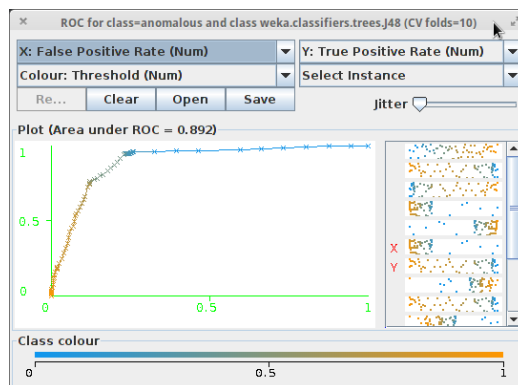 ROC for class=anomalous and class weka.classifiers.trees.J48 (CV folds=10)
X: False Positive Rate (Num)
Y: True Positive Rate (Num)
Colour: Threshold (Num)
Select Instance
Re...
Clear
Open
Save
Jitter
Plot (Area under ROC = 0.892)
1
0.5
0
0
0.5
1
X
Y
Class colour
0
0.5
1